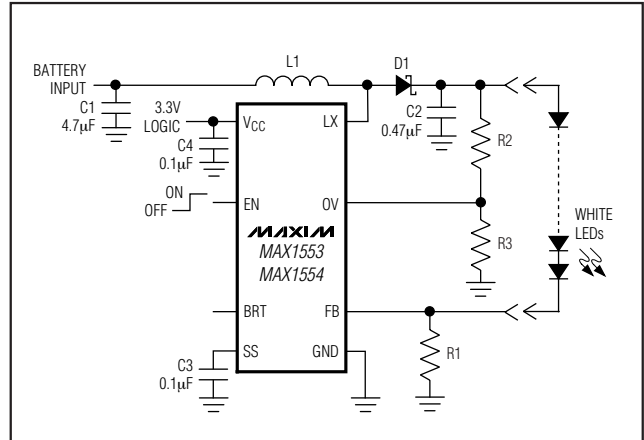 L1
D1
BATTERY
INPUT
C1
4.7µF
3.3V
LOGIC
C4
0.1µF
VCC
LX
C2
0.47µF
R2
ON
OFF
EN
OV
MAXIM
MAX1553
MAX1554
R3
WHITE
LEDs
BRT
FB
SS
GND
R1
C3
0.1µF